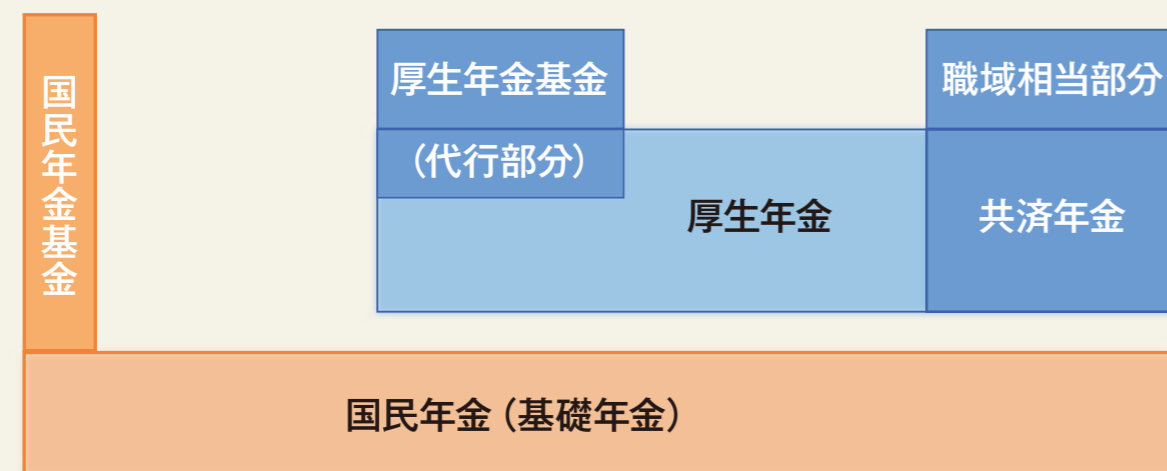 国民年金基金
厚生年金基金
（代行部分）
職域相当部分
厚生年金
共済年金
国民年金（基礎年金）